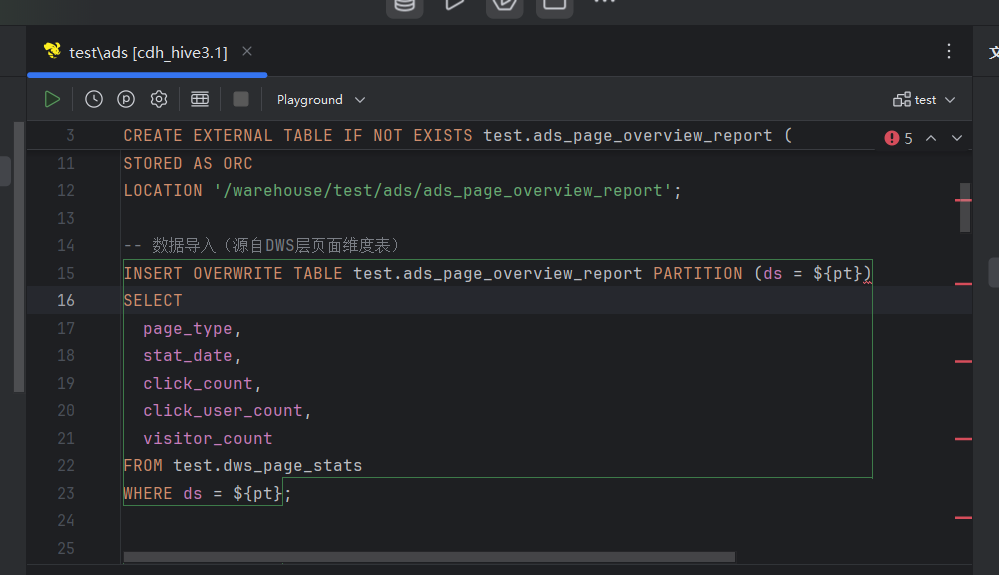 test\ads [cdh_hive3.1]
Playground
test
3 CREATE EXTERNAL TABLE IF NOT EXISTS test.ads_page_overview_report (
5
11 STORED AS ORC
12 LOCATION '/warehouse/test/ads/ads_page_overview_report';
13
14 -- 数据导入（源自DWS层页面维度表）
15 INSERT OVERWRITE TABLE test.ads_page_overview_report PARTITION (ds = ${pt})
16 SELECT
17 page_type,
18 stat_date,
19 click_count,
20 click_user_count,
21 visitor_count
22 FROM test.dws_page_stats
23 WHERE ds = ${pt};
24
25